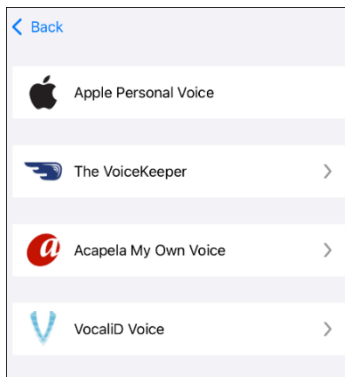 Back
Apple Personal Voice
The VoiceKeeper
Acapela My Own Voice
VocaliD Voice